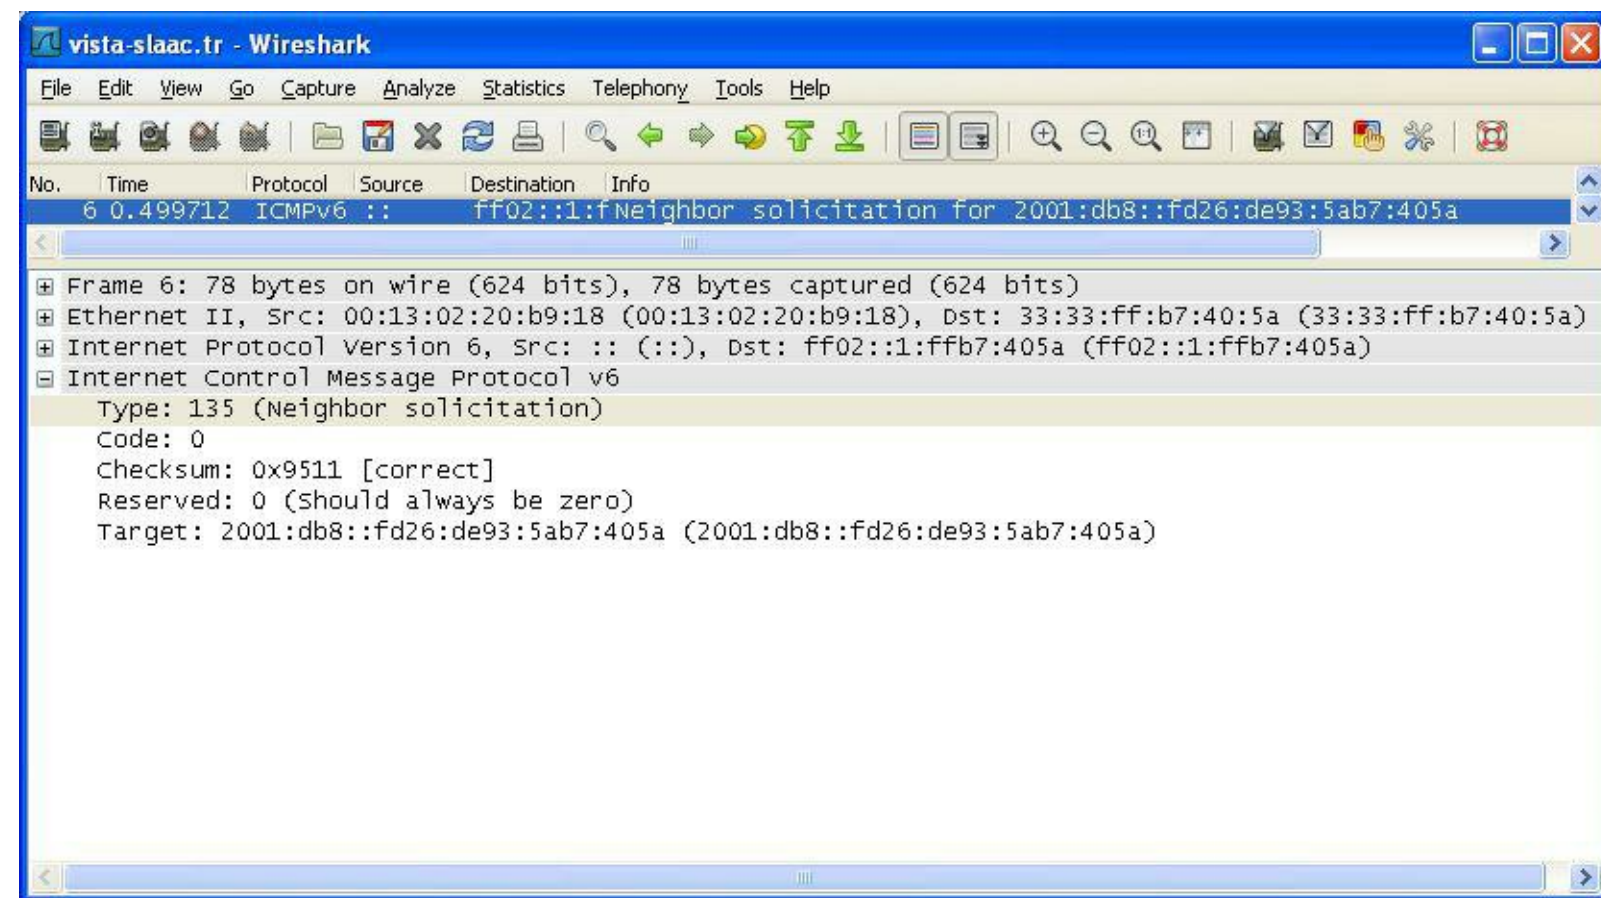 vista-slaac.tr - Wireshark
File Edit View Go Capture Analyze Statistics Telephony Tools Help
No. Time Protocol Source Destination Info
6 0.499712 ICMPv6 :: ff02::1:f Neighbor solicitation for 2001:db8::fd26:de93:5ab7:405a
Frame 6: 78 bytes on wire (624 bits), 78 bytes captured (624 bits)
Ethernet II, Src: 00:13:02:20:b9:18 (00:13:02:20:b9:18), Dst: 33:33:ff:b7:40:5a (33:33:ff:b7:40:5a)
Internet Protocol Version 6, Src: :: (::), Dst: ff02::1:ffb7:405a (ff02::1:ffb7:405a)
Internet Control Message Protocol v6
Type: 135 (Neighbor solicitation)
Code: 0
Checksum: 0x9511 [correct]
Reserved: 0 (Should always be zero)
Target: 2001:db8::fd26:de93:5ab7:405a (2001:db8::fd26:de93:5ab7:405a)